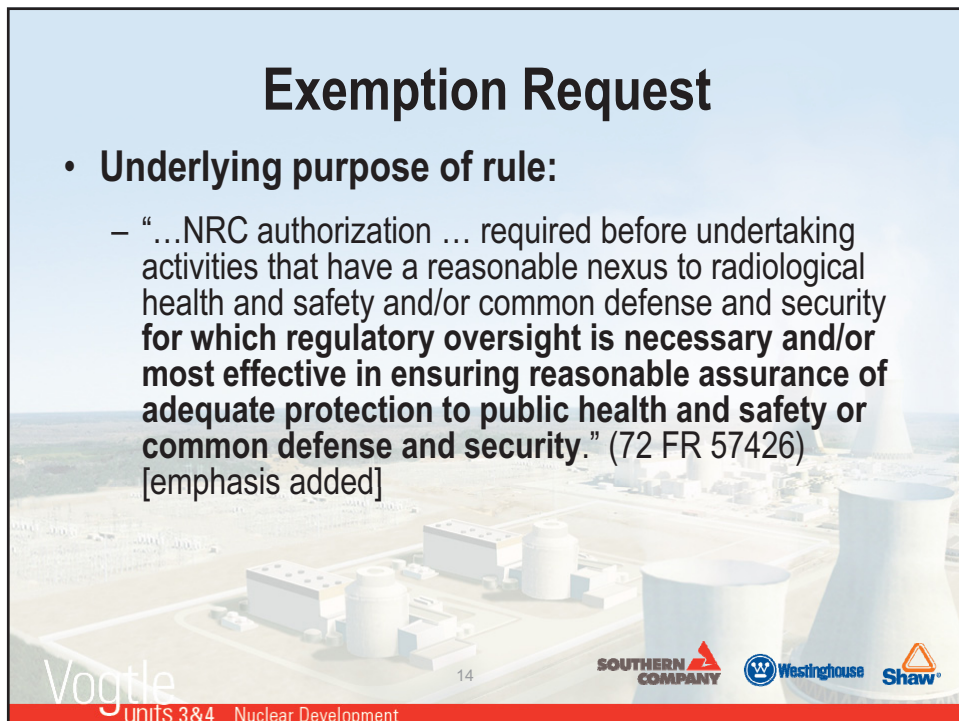 Exemption Request
• Underlying purpose of rule:
– “…NRC authorization … required before undertaking
activities that have a reasonable nexus to radiological
health and safety and/or common defense and security
for which regulatory oversight is necessary and/or
most effective in ensuring reasonable assurance of
adequate protection to public health and safety or
common defense and security.” (72 FR 57426)
[emphasis added]
Vogtle
units 3&4 Nuclear Development
14
SOUTHERN
COMPANY
W Westinghouse
Shaw®